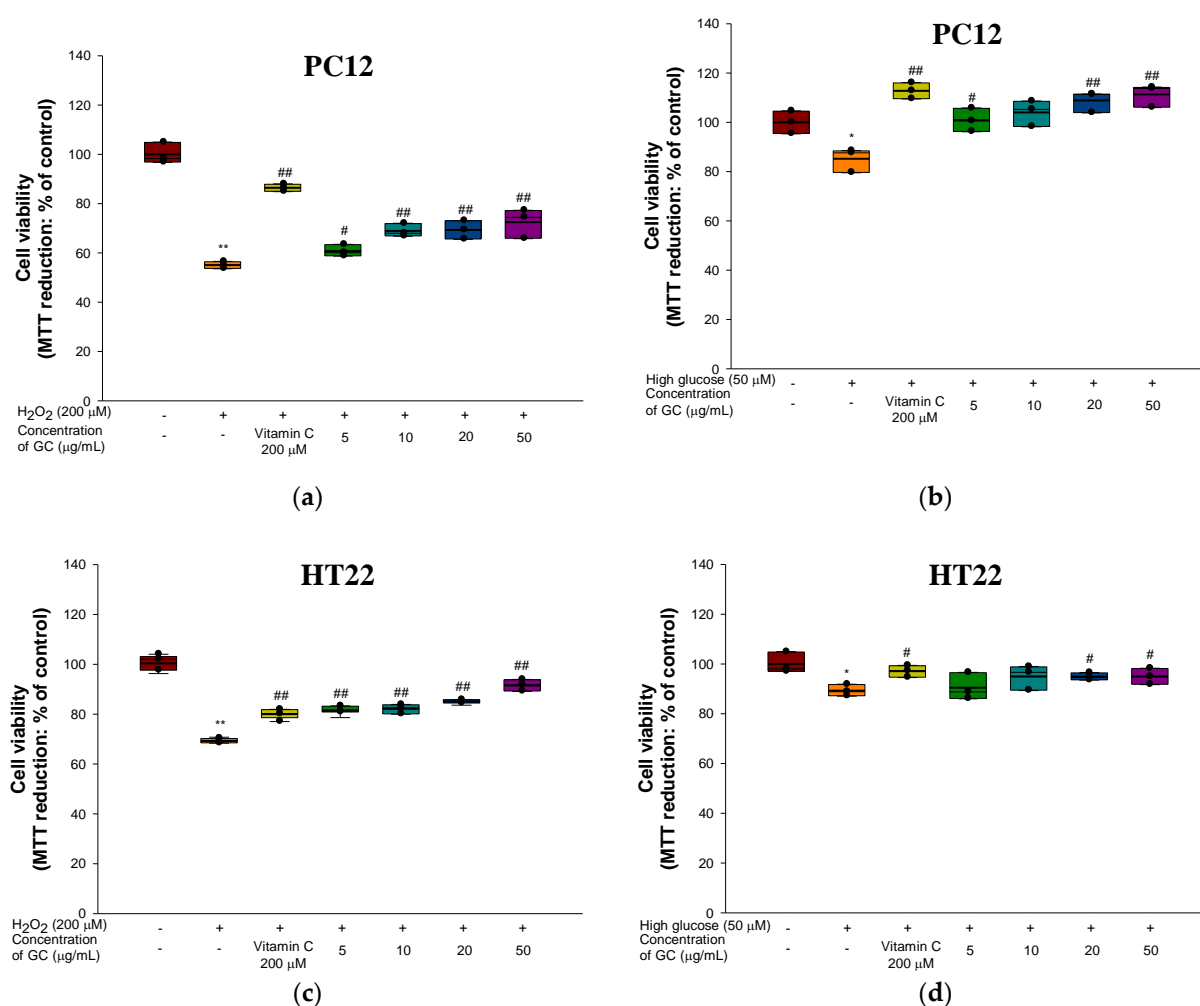 PC12
140
120
100
80
60
40
20
0
Cell viability
(MTT reduction: % of control)
**
##
#
##
##
##
H₂O₂ (200 μM) - + + + + + +
Concentration
of GC (μg/mL) - - Vitamin C 200 μM 5 10 20 50
(a)
PC12
140
120
100
80
60
40
20
0
Cell viability
(MTT reduction: % of control)
*
##
#
##
##
High glucose (50 μM) - + + + + + +
Concentration
of GC (μg/mL) - - Vitamin C 200 μM 5 10 20 50
(b)
HT22
140
120
100
80
60
40
20
0
Cell viability
(MTT reduction: % of control)
**
##
##
##
##
##
H₂O₂ (200 μM) - + + + + + +
Concentration
of GC (μg/mL) - - Vitamin C 200 μM 5 10 20 50
(c)
HT22
140
120
100
80
60
40
20
0
Cell viability
(MTT reduction: % of control)
*
#
#
#
High glucose (50 μM) - + + + + + +
Concentration
of GC (μg/mL) - - Vitamin C 200 μM 5 10 20 50
(d)